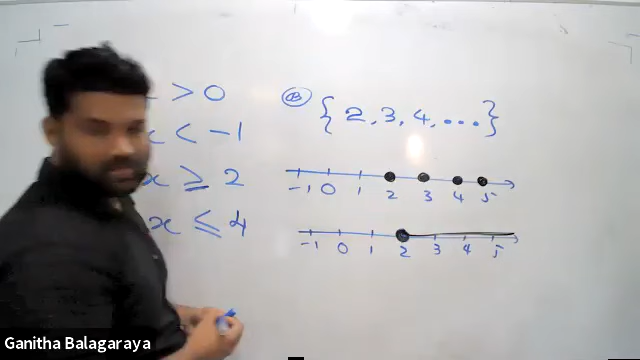 x > 0
x < -1
x ≥ 2
x ≤ 4
B { 2, 3, 4, ... }
-1 0 1 2 3 4 5
-1 0 1 2 3 4 5
Ganitha Balagaraya